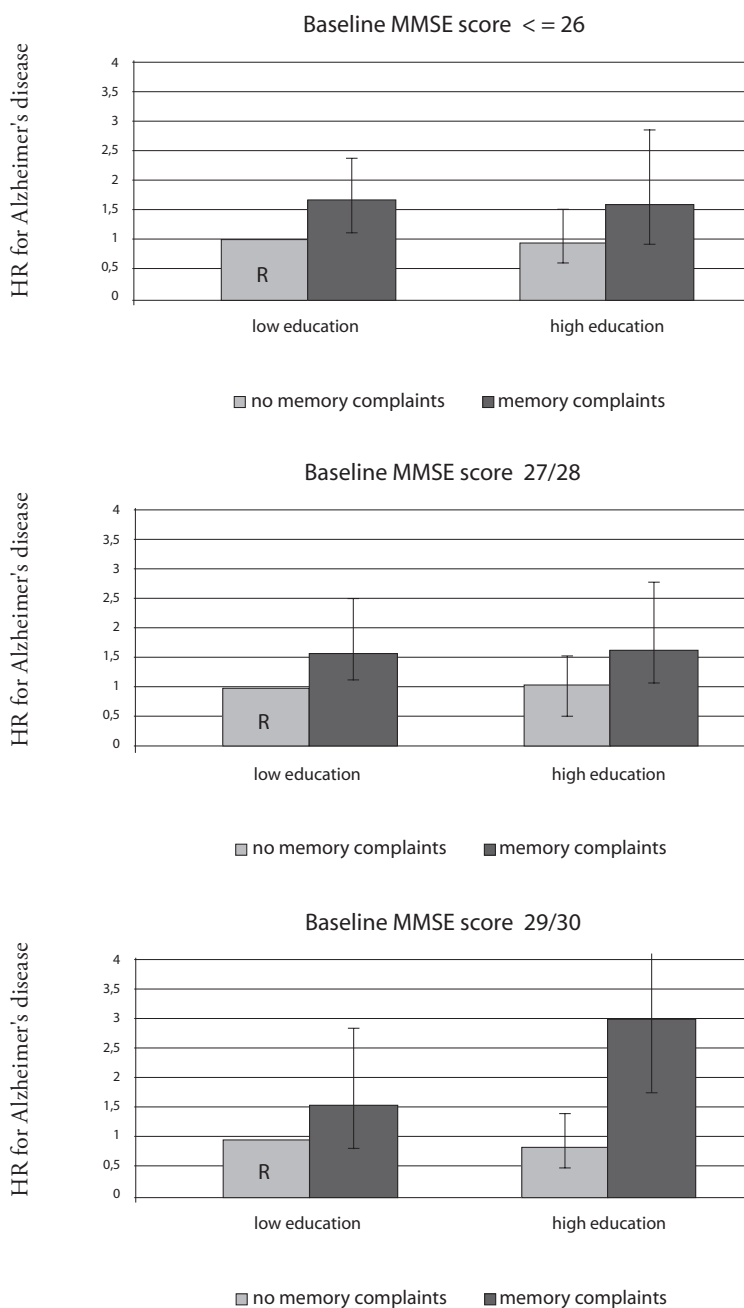 Baseline MMSE score < = 26
HR for Alzheimer's disease
4
3,5
3
2,5
2
1,5
1
0,5
0
R
low education high education
no memory complaints memory complaints
Baseline MMSE score 27/28
HR for Alzheimer's disease
4
3,5
3
2,5
2
1,5
1
0,5
0
R
low education high education
no memory complaints memory complaints
Baseline MMSE score 29/30
HR for Alzheimer's disease
4
3,5
3
2,5
2
1,5
1
0,5
0
R
low education high education
no memory complaints memory complaints